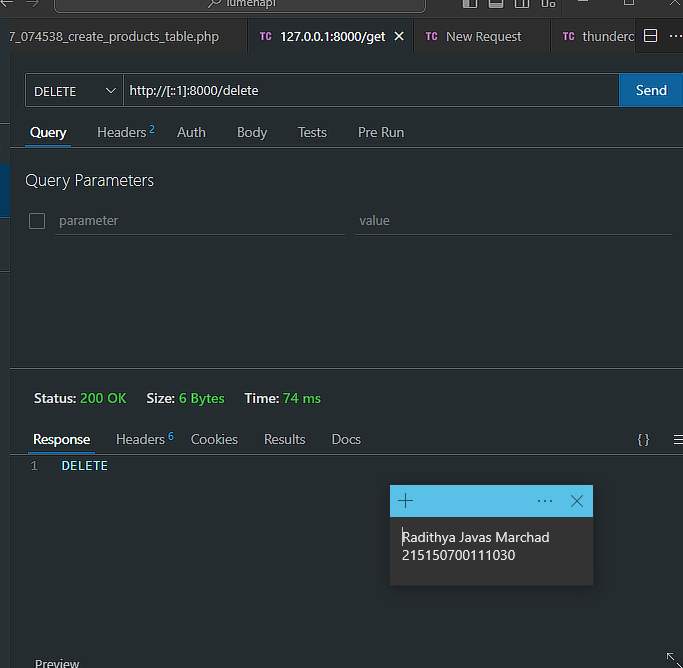 lumenapi
7_074538_create_products_table.php
TC 127.0.0.1:8000/get
TC New Request
TC thunderc
DELETE
http://[::1]:8000/delete
Send
Query
Headers 2
Auth
Body
Tests
Pre Run
Query Parameters
parameter
value
Status: 200 OK
Size: 6 Bytes
Time: 74 ms
Response
Headers 6
Cookies
Results
Docs
{}
1 DELETE
Radithya Javas Marchad
215150700111030
Preview